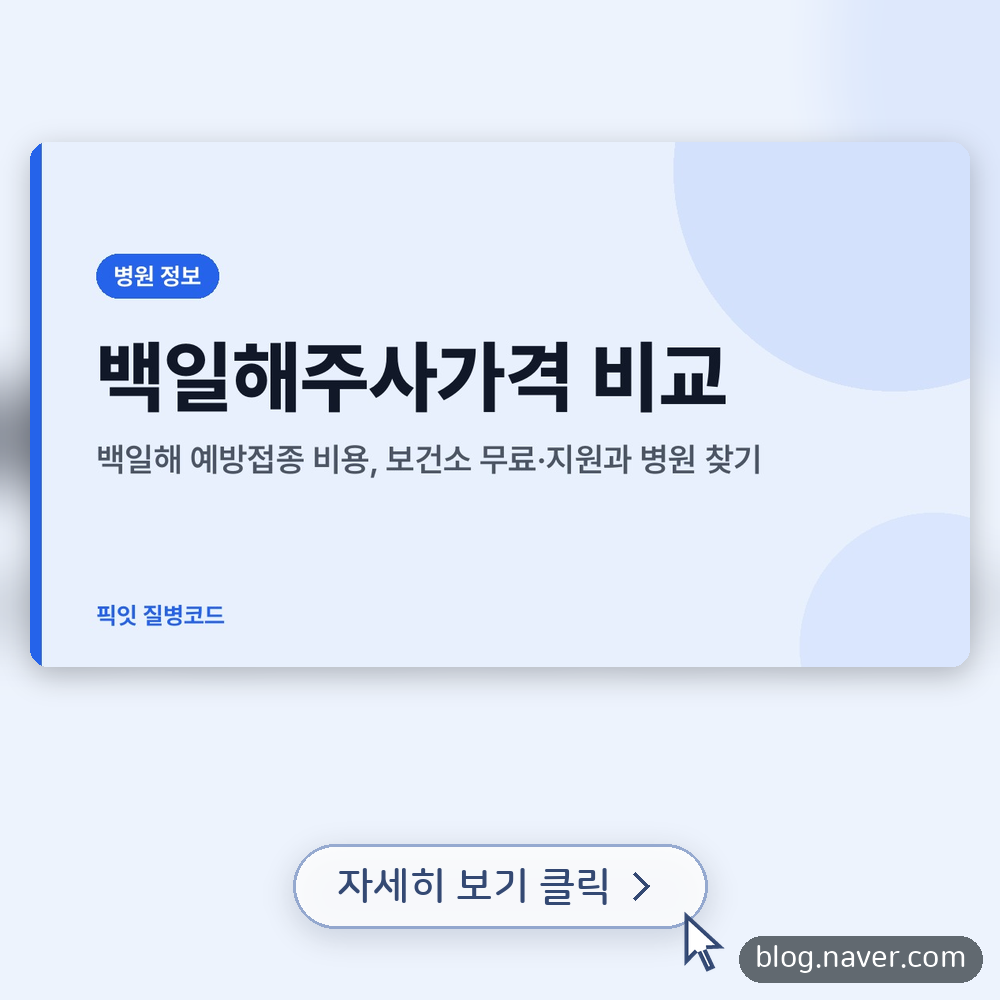 병원 정보
백일해주사가격 비교
백일해 예방접종 비용, 보건소 무료·지원과 병원 찾기
픽잇 질병코드
자세히 보기 클릭 >
blog.naver.com